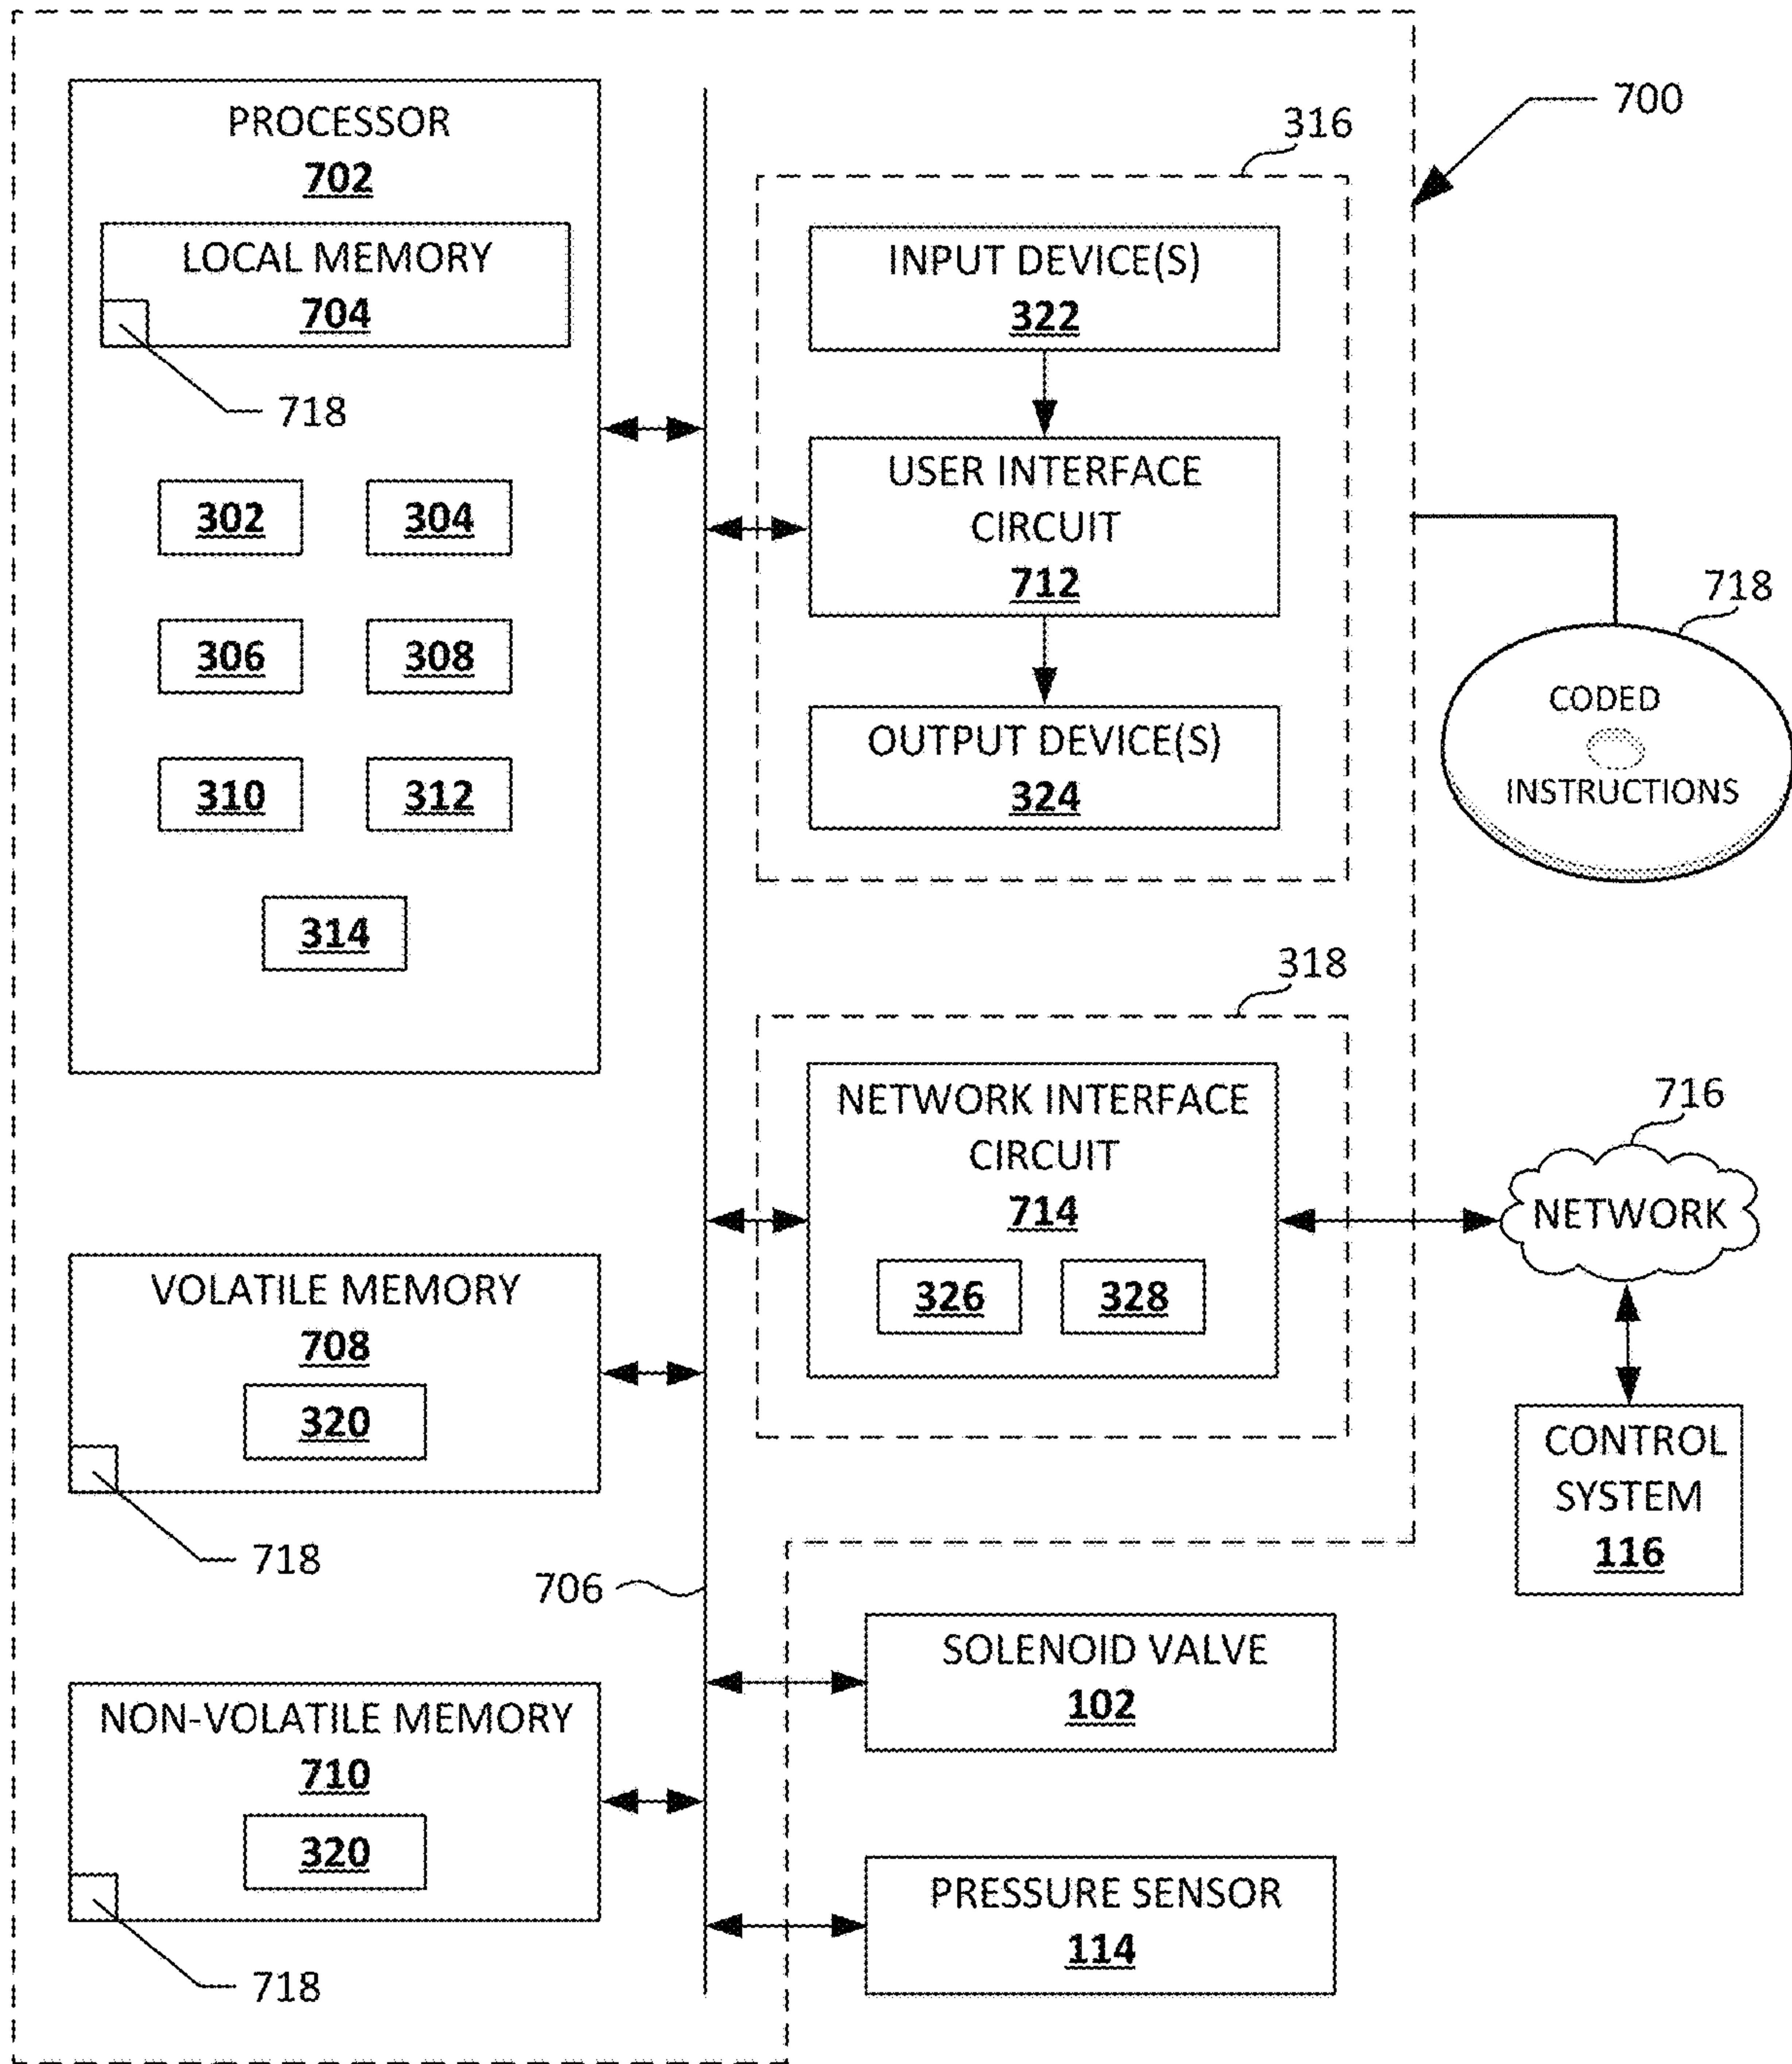 700
PROCESSOR
702
LOCAL MEMORY
704
718
302
304
306
308
310
312
314
316
INPUT DEVICE(S)
322
USER INTERFACE
CIRCUIT
712
OUTPUT DEVICE(S)
324
718
CODED
INSTRUCTIONS
318
NETWORK INTERFACE
CIRCUIT
714
326
328
716
NETWORK
CONTROL
SYSTEM
116
VOLATILE MEMORY
708
320
718
706
NON-VOLATILE MEMORY
710
320
718
SOLENOID VALVE
102
PRESSURE SENSOR
114